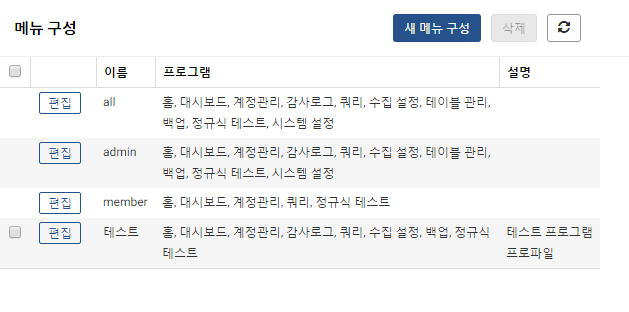 메뉴 구성 새 메뉴 구성 삭제
이름 프로그램 설명
편집 all 홈, 대시보드, 계정관리, 감사로그, 쿼리, 수집 설정, 테이블 관리,
백업, 정규식 테스트, 시스템 설정
편집 admin 홈, 대시보드, 계정관리, 감사로그, 쿼리, 수집 설정, 테이블 관리,
백업, 정규식 테스트, 시스템 설정
편집 member 홈, 대시보드, 계정관리, 쿼리, 정규식 테스트
편집 테스트 홈, 대시보드, 계정관리, 감사로그, 쿼리, 수집 설정, 백업, 정규식 테스트 프로그램
테스트 프로파일